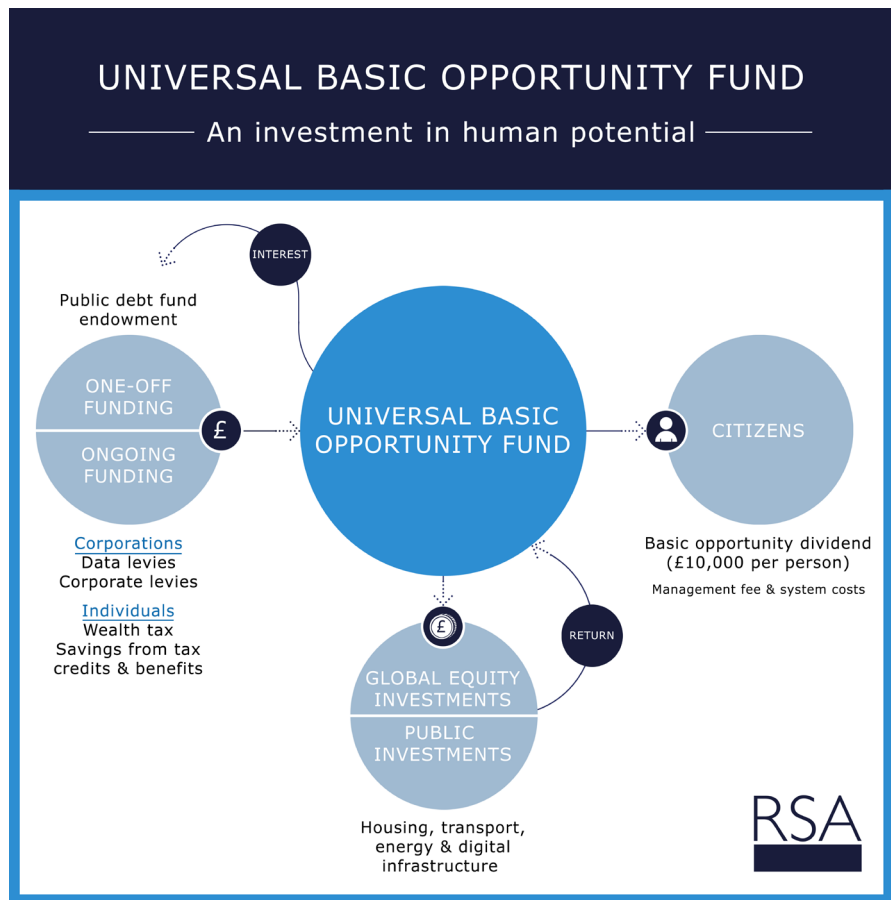 UNIVERSAL BASIC OPPORTUNITY FUND
An investment in human potential
INTEREST
Public debt fund
endowment
ONE-OFF
FUNDING
ONGOING
FUNDING
£
Corporations
Data levies
Corporate levies
Individuals
Wealth tax
Savings from tax
credits & benefits
UNIVERSAL BASIC
OPPORTUNITY FUND
CITIZENS
Basic opportunity dividend
(£10,000 per person)
Management fee & system costs
£
RETURN
GLOBAL EQUITY
INVESTMENTS
PUBLIC
INVESTMENTS
Housing, transport,
energy & digital
infrastructure
RSA